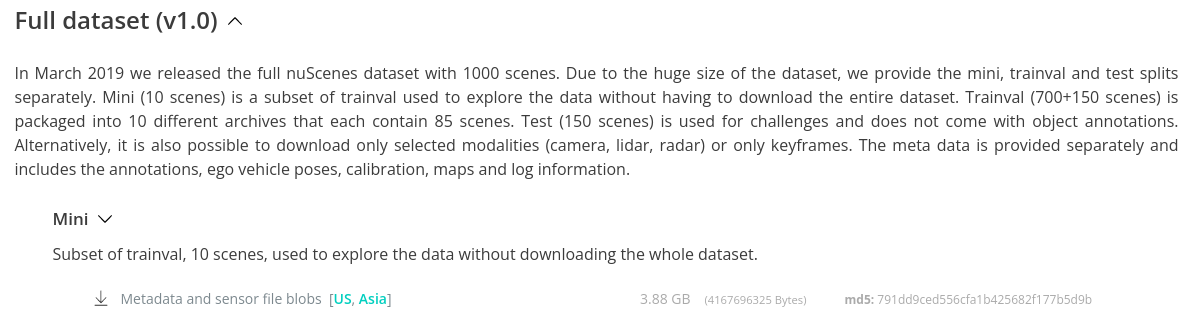 Full dataset (v1.0)
In March 2019 we released the full nuScenes dataset with 1000 scenes. Due to the huge size of the dataset, we provide the mini, trainval and test splits
separately. Mini (10 scenes) is a subset of trainval used to explore the data without having to download the entire dataset. Trainval (700+150 scenes) is
packaged into 10 different archives that each contain 85 scenes. Test (150 scenes) is used for challenges and does not come with object annotations.
Alternatively, it is also possible to download only selected modalities (camera, lidar, radar) or only keyframes. The meta data is provided separately and
includes the annotations, ego vehicle poses, calibration, maps and log information.
Mini
Subset of trainval, 10 scenes, used to explore the data without downloading the whole dataset.
Metadata and sensor file blobs [US, Asia] 3.88 GB (4167696325 Bytes) md5: 791dd9ced556cfa1b425682f177b5d9b